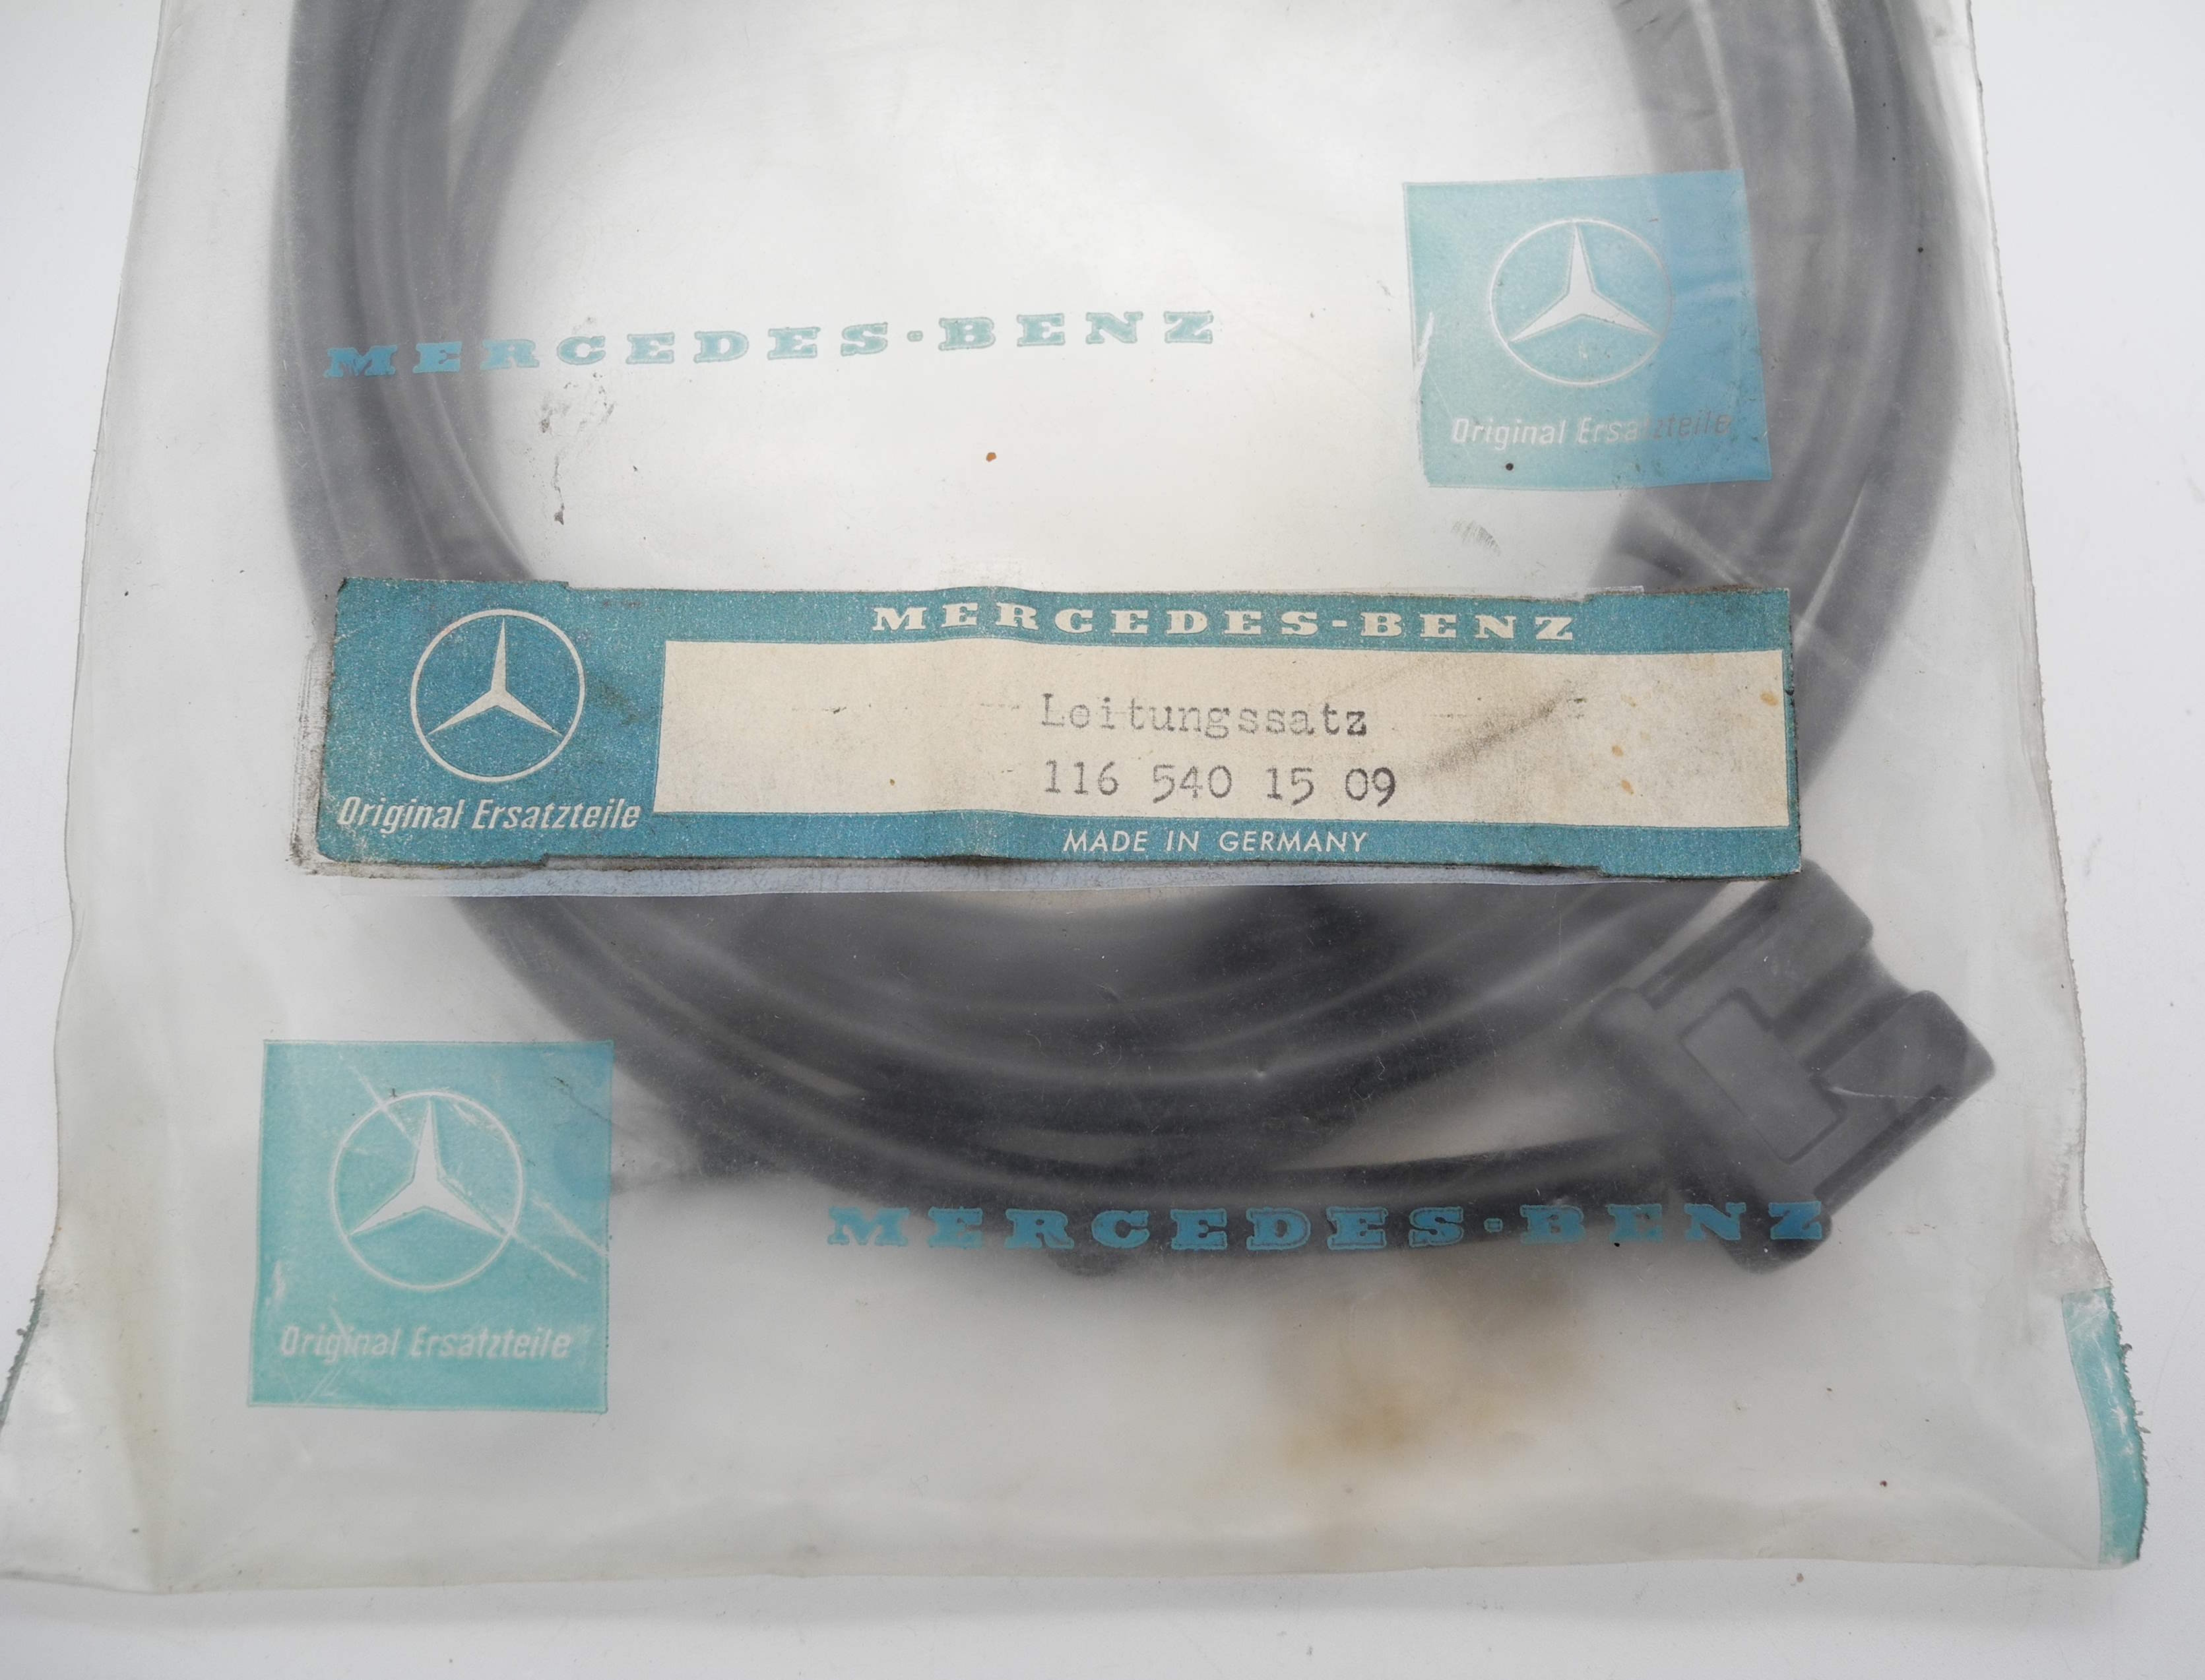 MERCEDES-BENZ
Original Ersatzteile
MERCEDES-BENZ
Leitungssatz
116 540 15 09
Original Ersatzteile
MADE IN GERMANY
MERCEDES-BENZ
Original Ersatzteile